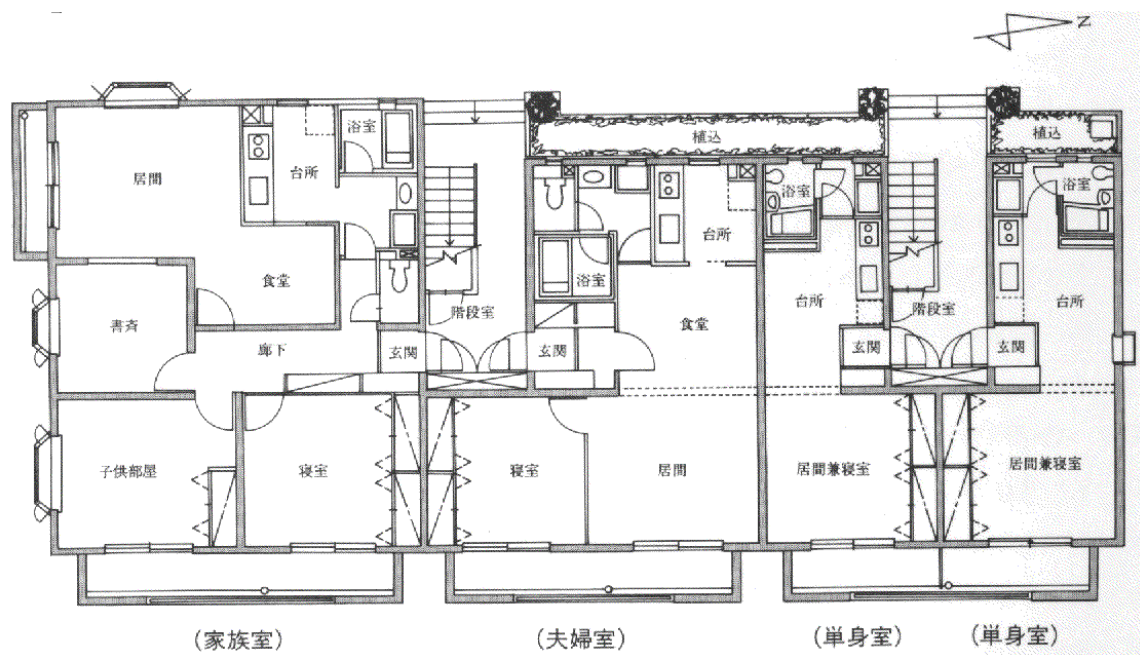 N
浴室
台所
居間
植込
植込
浴室
浴室
台所
食堂
浴室
台所
台所
書斎
階段室
食堂
階段室
廊下
玄関
玄関
玄関
玄関
子供部屋
寝室
寝室
居間
居間兼寝室
居間兼寝室
(家族室)
(夫婦室)
(単身室)
(単身室)